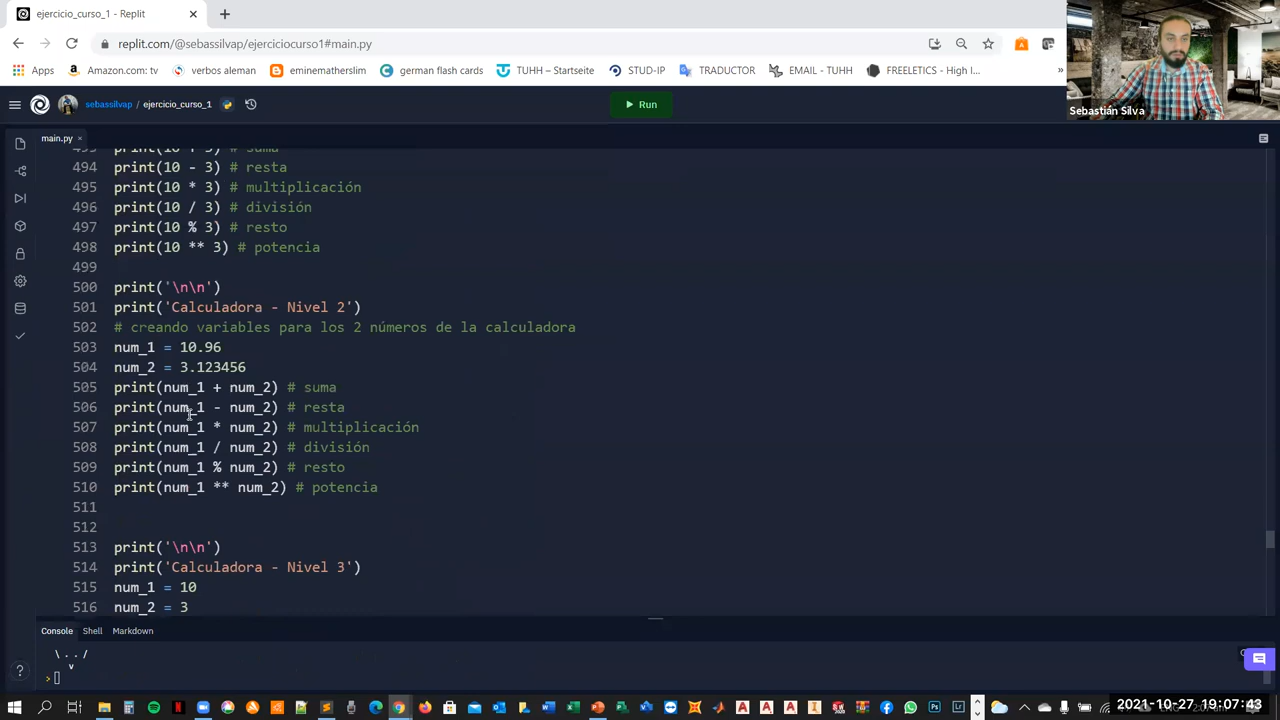 ejercicio_curso_1 - Replit
replit.com/@sebassilvap/ejerciciocurso1#main.py
Apps
Amazon.com: tv
verbos aleman
eminemätherslim
german flash cards
TUHH – Startseite
STUD-IP
TRADUCTOR
EMAIL - TUHH
FREELETICS - High I...
»
Sebastián Silva
sebassilvap / ejercicio_curso_1
Run
main.py
494 print(10 - 3) # resta
495 print(10 * 3) # multiplicación
496 print(10 / 3) # división
497 print(10 % 3) # resto
498 print(10 ** 3) # potencia
499
500 print('\n\n')
501 print('Calculadora - Nivel 2')
502 # creando variables para los 2 números de la calculadora
503 num_1 = 10.96
504 num_2 = 3.123456
505 print(num_1 + num_2) # suma
506 print(num_1 - num_2) # resta
507 print(num_1 * num_2) # multiplicación
508 print(num_1 / num_2) # división
509 print(num_1 % num_2) # resto
510 print(num_1 ** num_2) # potencia
511
512
513 print('\n\n')
514 print('Calculadora - Nivel 3')
515 num_1 = 10
516 num_2 = 3
Console Shell Markdown
\ . . /
v
>
2021-10-27 19:07:43